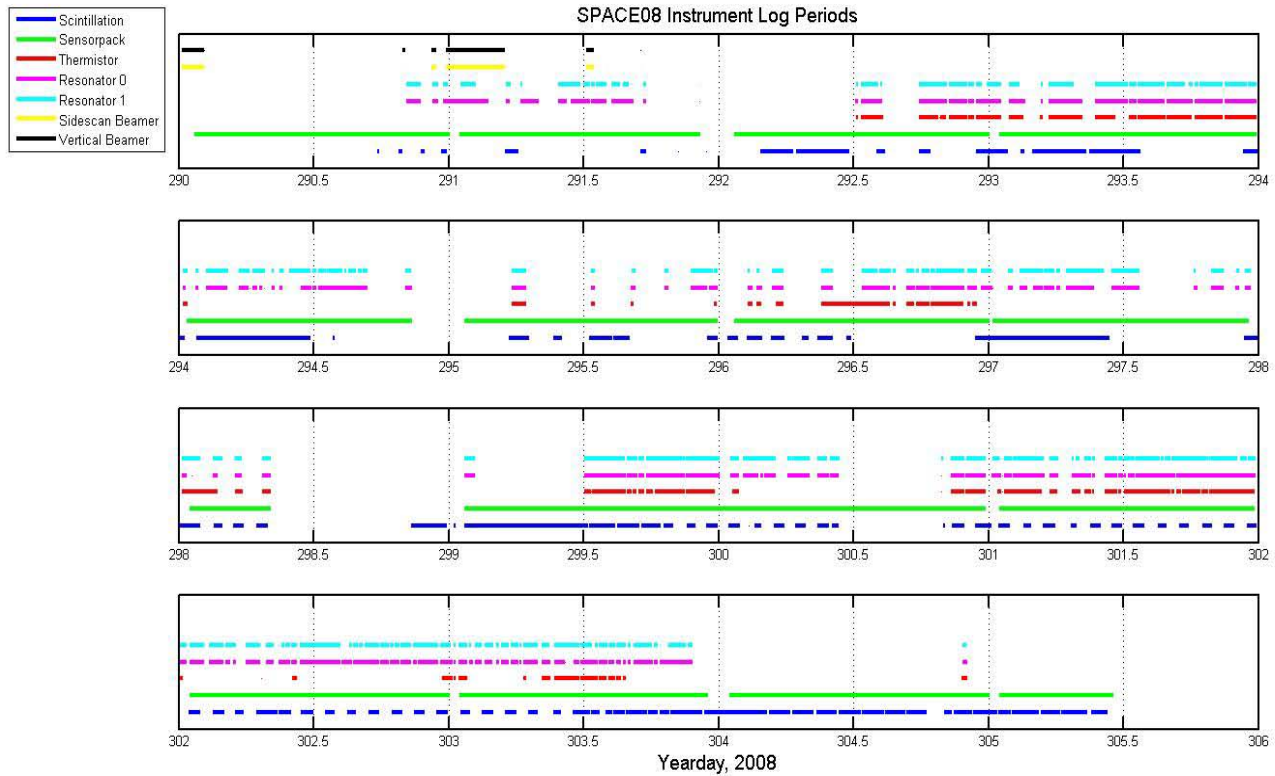 SPACE08 Instrument Log Periods
Scintillation
Sensorpack
Thermistor
Resonator 0
Resonator 1
Sidescan Beamer
Vertical Beamer
290 290.5 291 291.5 292 292.5 293 293.5 294
294 294.5 295 295.5 296 296.5 297 297.5 298
298 298.5 299 299.5 300 300.5 301 301.5 302
302 302.5 303 303.5 304 304.5 305 305.5 306
Yearday, 2008